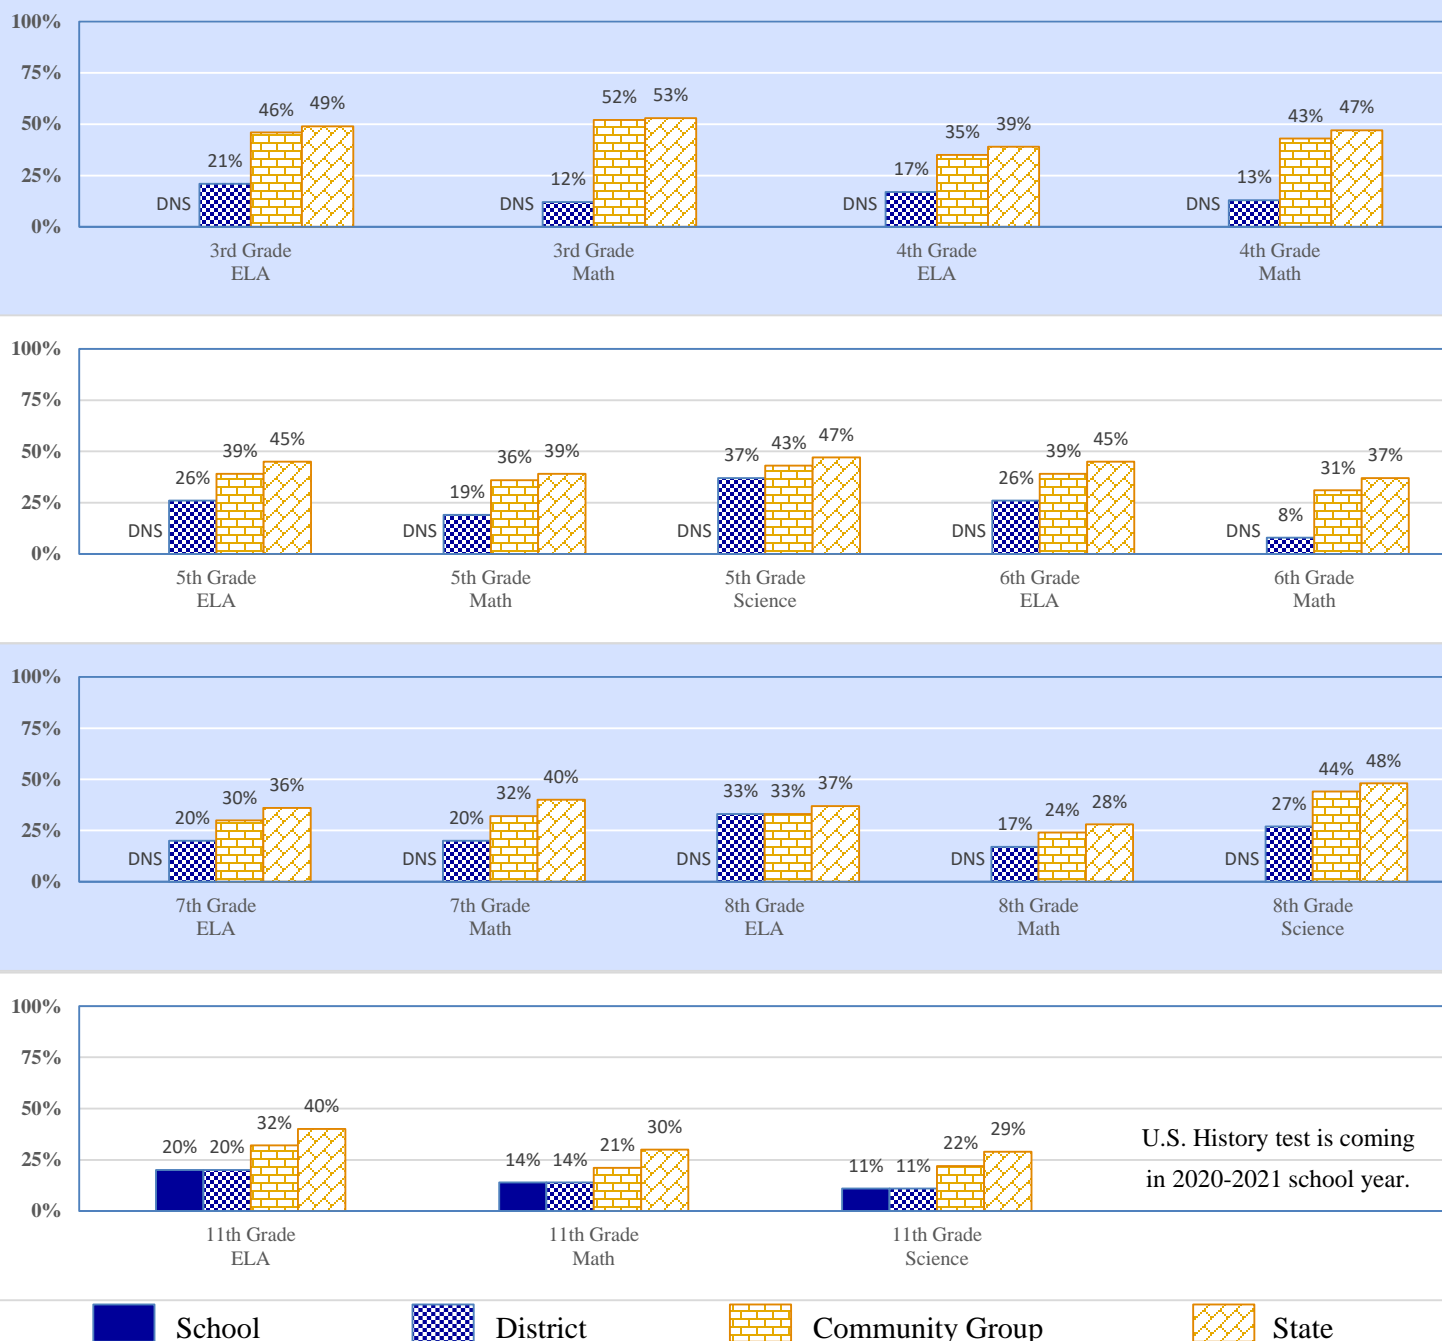 100%
75%
50%
25%
0%
DNS 21% 46% 49%
DNS 12% 52% 53%
DNS 17% 35% 39%
DNS 13% 43% 47%
3rd Grade
ELA
3rd Grade
Math
4th Grade
ELA
4th Grade
Math
100%
75%
50%
25%
0%
DNS 26% 39% 45%
DNS 19% 36% 39%
DNS 37% 43% 47%
DNS 26% 39% 45%
DNS 8% 31% 37%
5th Grade
ELA
5th Grade
Math
5th Grade
Science
6th Grade
ELA
6th Grade
Math
100%
75%
50%
25%
0%
DNS 20% 30% 36%
DNS 20% 32% 40%
DNS 33% 33% 37%
DNS 17% 24% 28%
DNS 27% 44% 48%
7th Grade
ELA
7th Grade
Math
8th Grade
ELA
8th Grade
Math
8th Grade
Science
100%
75%
50%
25%
0%
20% 20% 32% 40%
14% 14% 21% 30%
11% 11% 22% 29%
U.S. History test is coming
in 2020-2021 school year.
11th Grade
ELA
11th Grade
Math
11th Grade
Science
School District Community Group State